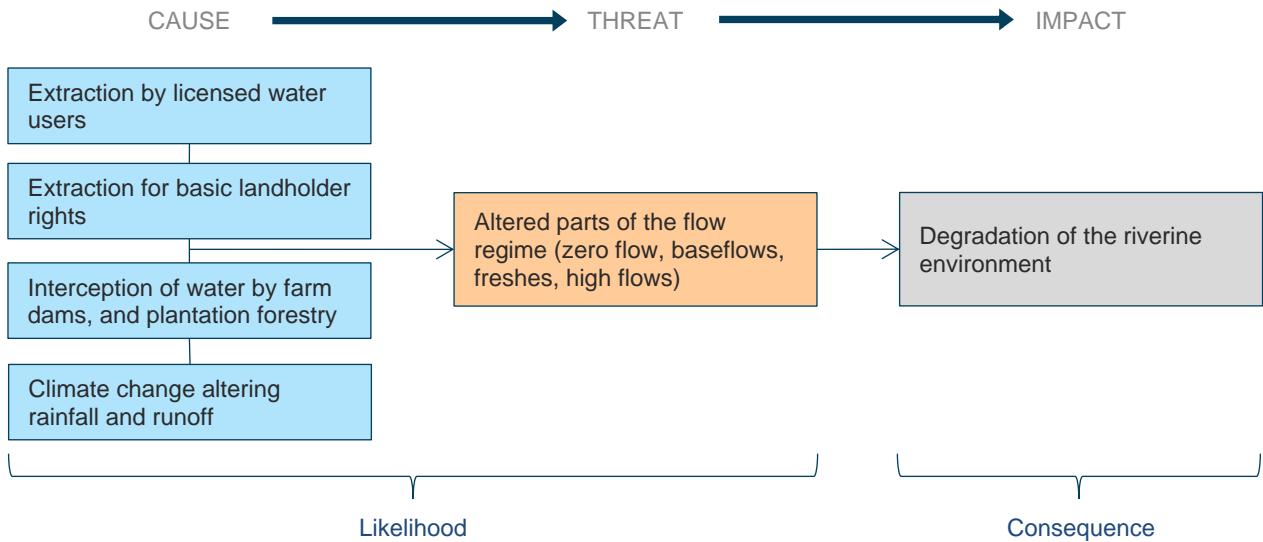 CAUSE THREAT IMPACT
Extraction by licensed water
users
Extraction for basic landholder
rights
Interception of water by farm
dams, and plantation forestry
Climate change altering
rainfall and runoff
Altered parts of the flow
regime (zero flow, baseflows,
freshes, high flows)
Degradation of the riverine
environment
Likelihood
Consequence